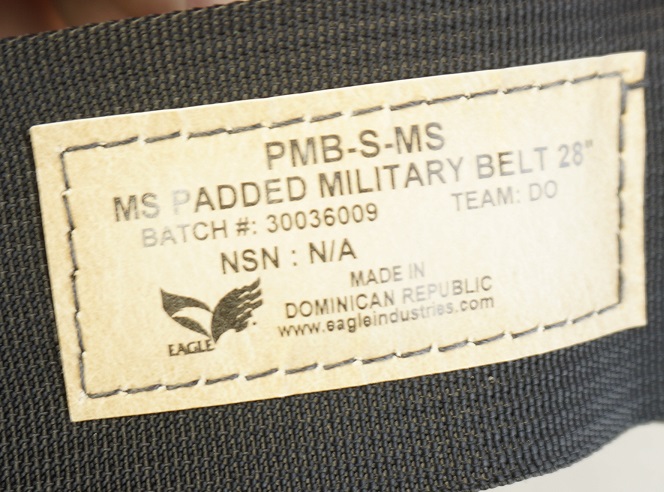 PMB-S-MS
MS PADDED MILITARY BELT 28"
BATCH #: 30036009 TEAM: DO
NSN : N/A
MADE IN
DOMINICAN REPUBLIC
www.eagleindustries.com
EAGLE